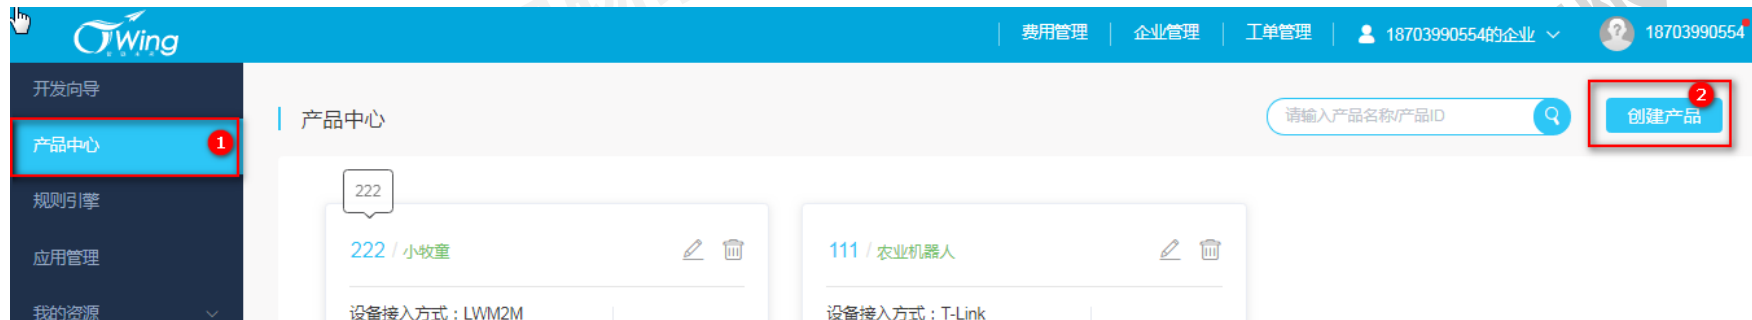 Wing
费用管理
企业管理
工单管理
18703990554的企业
18703990554
开发向导
产品中心
1
规则引擎
应用管理
我的资源
产品中心
请输入产品名称/产品ID
创建产品
2
222
222 / 小牧童
设备接入方式：LWM2M
111 / 农业机器人
设备接入方式：T-Link